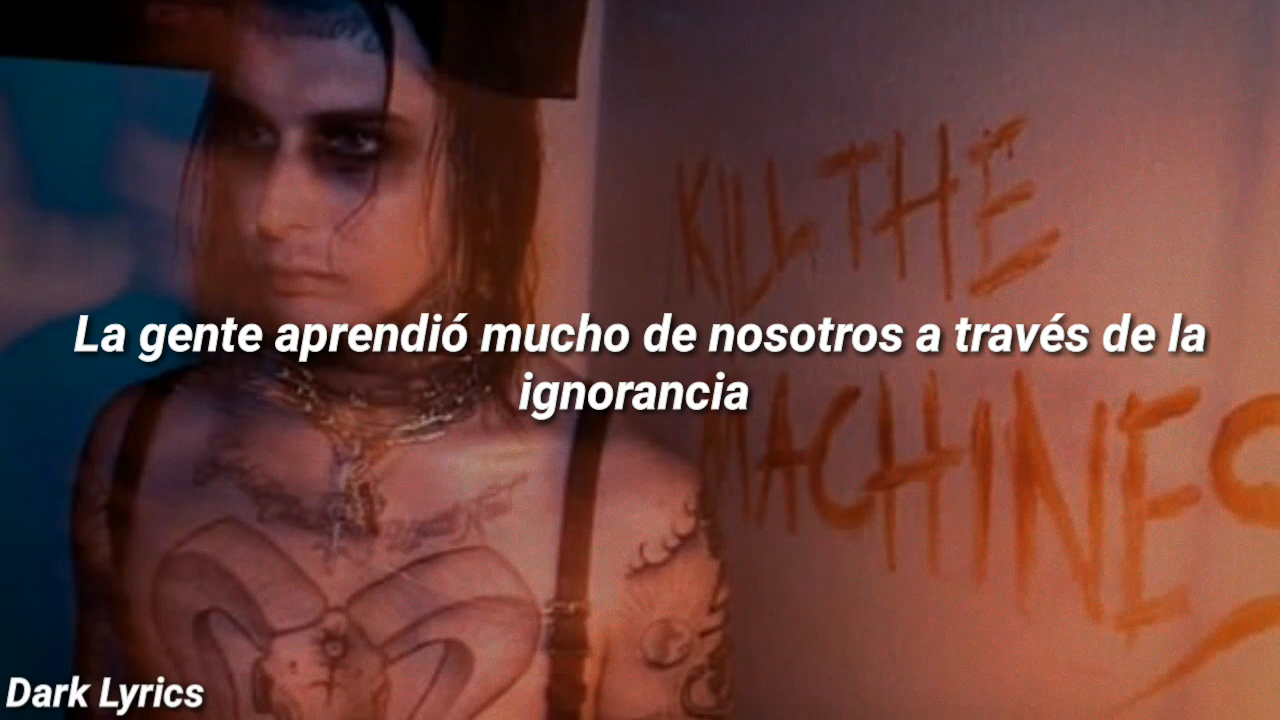 KILL THE
La gente aprendió mucho de nosotros a través de la
ignorancia
MACHINES
Dark Lyrics